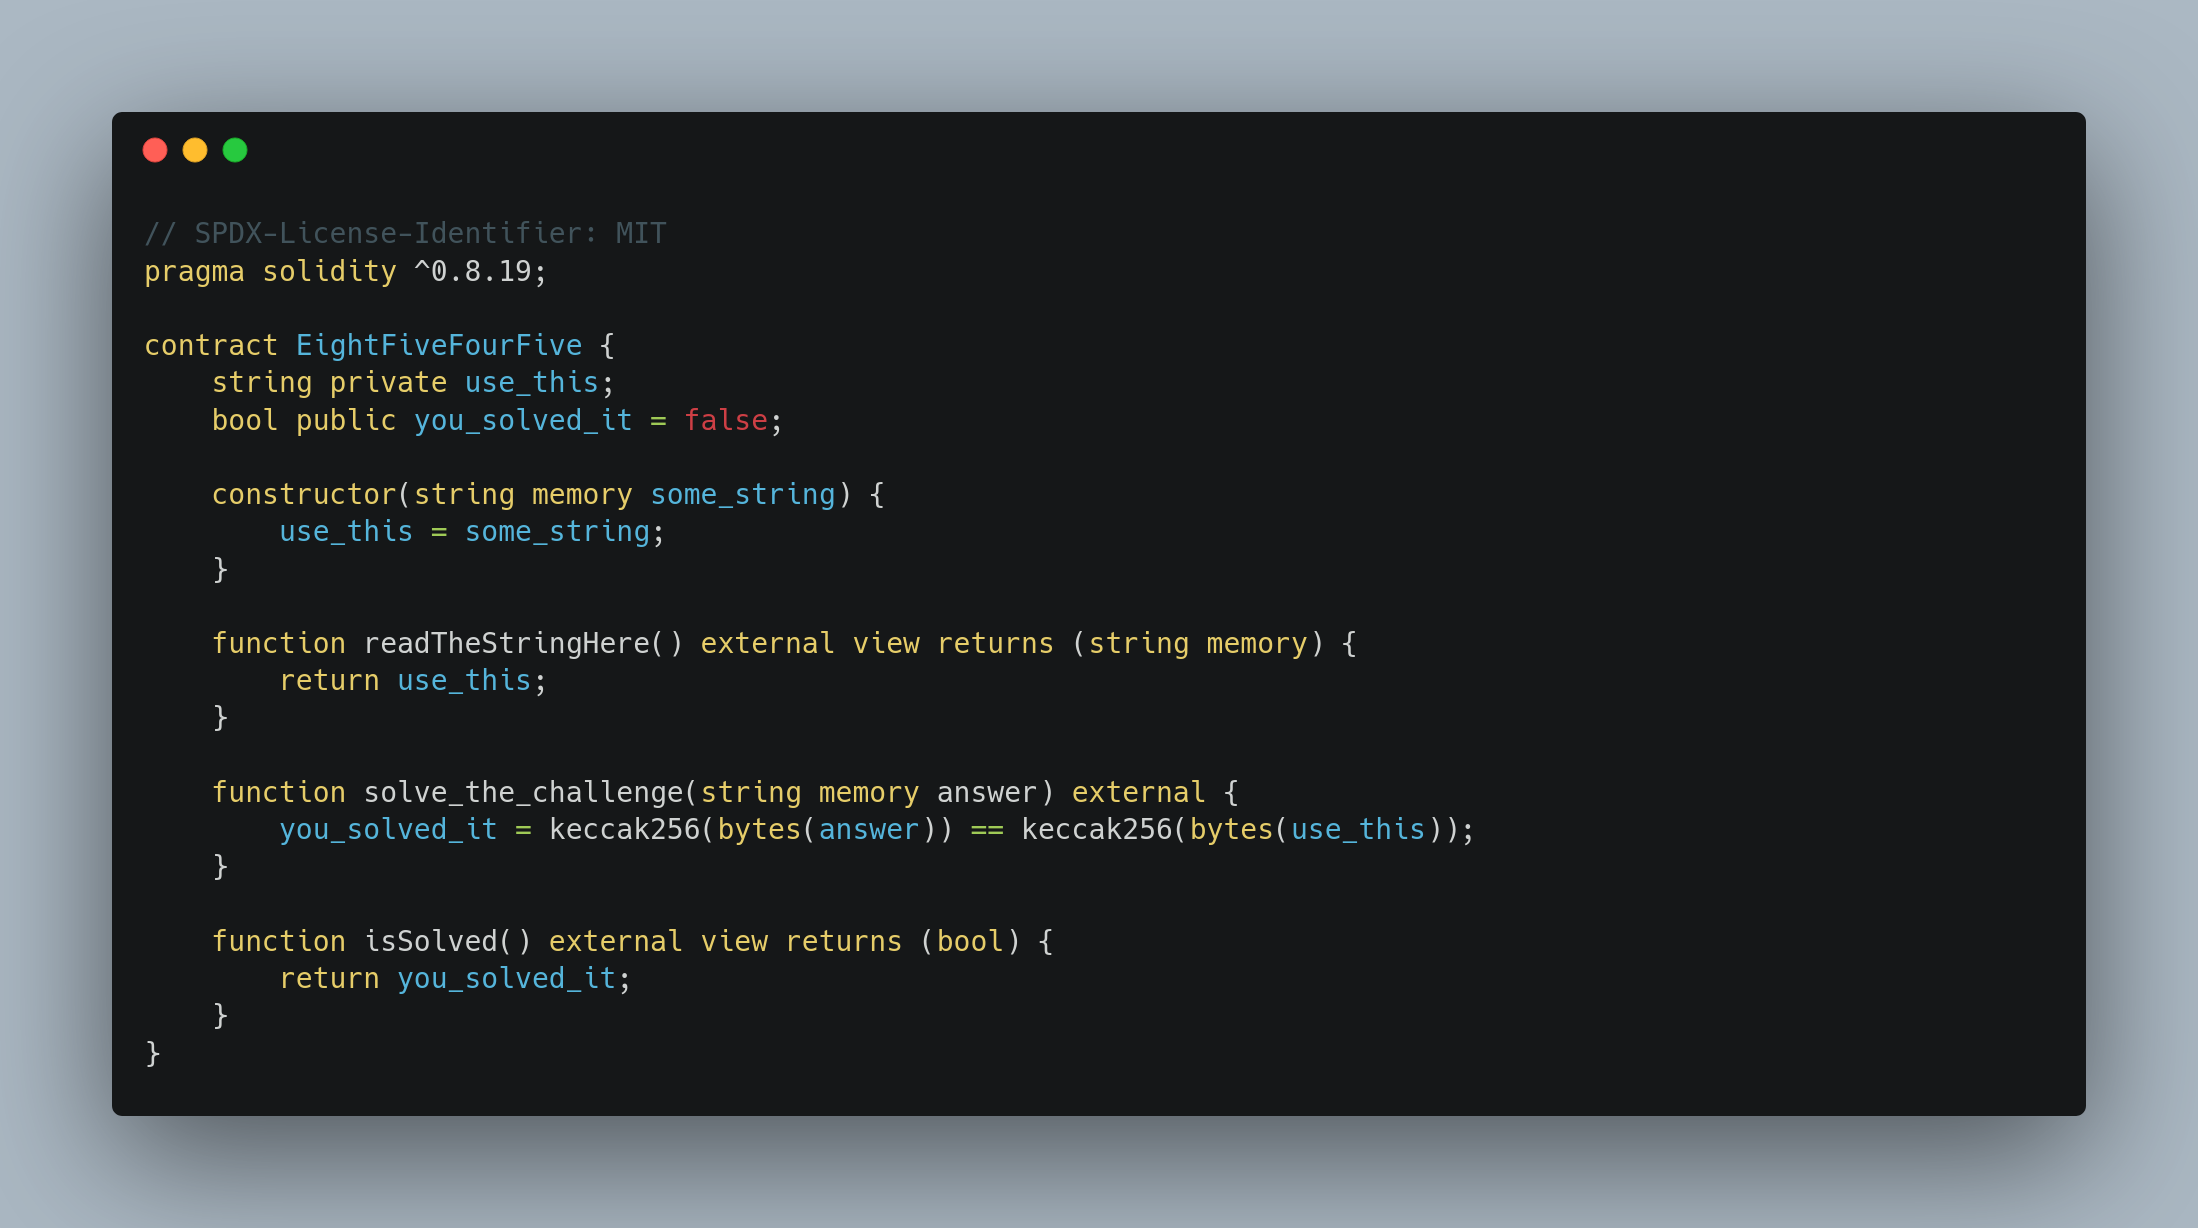 // SPDX-License-Identifier: MIT
pragma solidity ^0.8.19;

contract EightFiveFourFive {
    string private use_this;
    bool public you_solved_it = false;

    constructor(string memory some_string) {
        use_this = some_string;
    }

    function readTheStringHere() external view returns (string memory) {
        return use_this;
    }

    function solve_the_challenge(string memory answer) external {
        you_solved_it = keccak256(bytes(answer)) == keccak256(bytes(use_this));
    }

    function isSolved() external view returns (bool) {
        return you_solved_it;
    }
}